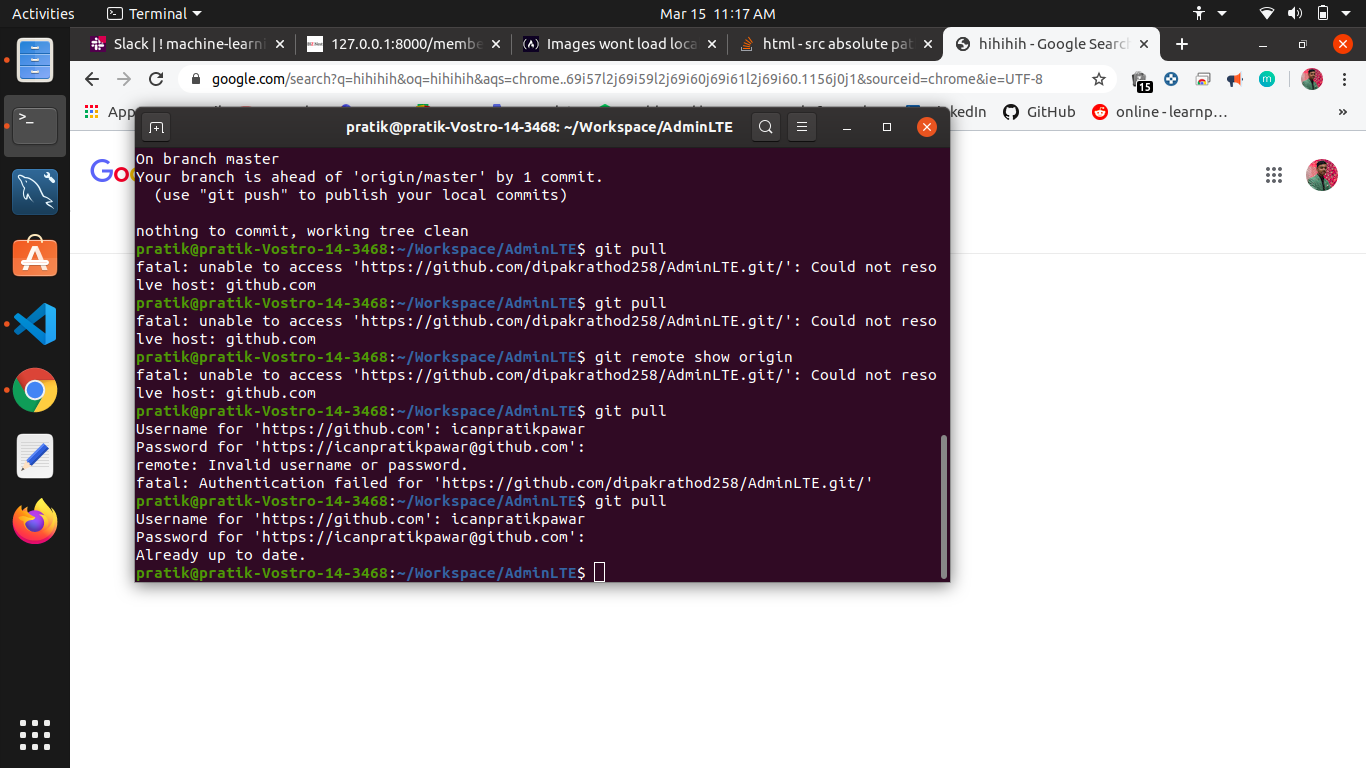 Activities
Terminal
Mar 15 11:17 AM
Slack | ! machine-learni
127.0.0.1:8000/membe
Images wont load loca
html - src absolute pat
hihihih - Google Search
google.com/search?q=hihihih&oq=hihihih&aqs=chrome..69i57l2j69i59l2j69i60j69i61l2j69i60.1156j0j1&sourceid=chrome&ie=UTF-8
15
m
App
nkedIn
GitHub
online - learnp…
»
Goo
pratik@pratik-Vostro-14-3468: ~/Workspace/AdminLTE
On branch master
Your branch is ahead of 'origin/master' by 1 commit.
(use "git push" to publish your local commits)
nothing to commit, working tree clean
pratik@pratik-Vostro-14-3468:~/Workspace/AdminLTE$ git pull
fatal: unable to access 'https://github.com/dipakrathod258/AdminLTE.git/': Could not reso
lve host: github.com
pratik@pratik-Vostro-14-3468:~/Workspace/AdminLTE$ git pull
fatal: unable to access 'https://github.com/dipakrathod258/AdminLTE.git/': Could not reso
lve host: github.com
pratik@pratik-Vostro-14-3468:~/Workspace/AdminLTE$ git remote show origin
fatal: unable to access 'https://github.com/dipakrathod258/AdminLTE.git/': Could not reso
lve host: github.com
pratik@pratik-Vostro-14-3468:~/Workspace/AdminLTE$ git pull
Username for 'https://github.com': icanpratikpawar
Password for 'https://icanpratikpawar@github.com':
remote: Invalid username or password.
fatal: Authentication failed for 'https://github.com/dipakrathod258/AdminLTE.git/'
pratik@pratik-Vostro-14-3468:~/Workspace/AdminLTE$ git pull
Username for 'https://github.com': icanpratikpawar
Password for 'https://icanpratikpawar@github.com':
Already up to date.
pratik@pratik-Vostro-14-3468:~/Workspace/AdminLTE$